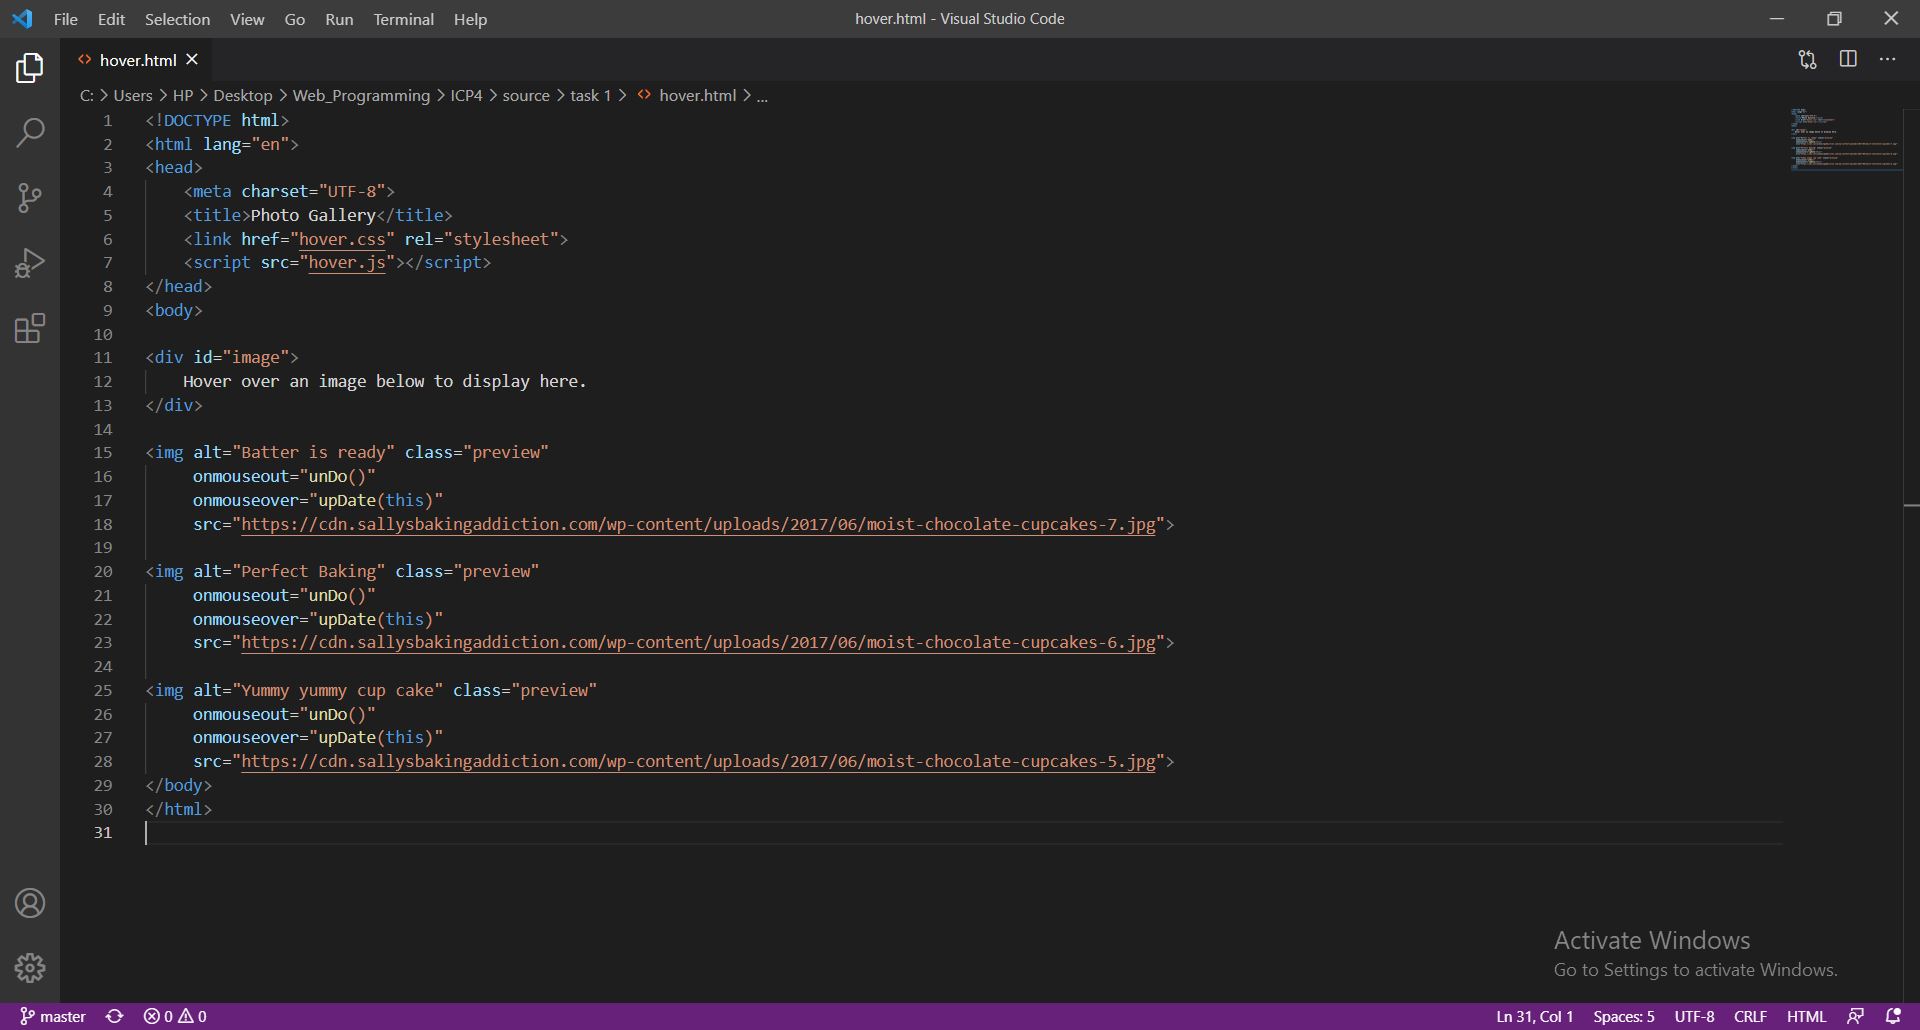 File Edit Selection View Go Run Terminal Help
hover.html - Visual Studio Code
hover.html
C: > Users > HP > Desktop > Web_Programming > ICP4 > source > task 1 > <> hover.html > ...
1 <!DOCTYPE html>
2 <html lang="en">
3 <head>
4     <meta charset="UTF-8">
5     <title>Photo Gallery</title>
6     <link href="hover.css" rel="stylesheet">
7     <script src="hover.js"></script>
8 </head>
9 <body>
10
11 <div id="image">
12     Hover over an image below to display here.
13 </div>
14
15 <img alt="Batter is ready" class="preview"
16      onmouseout="unDo()"
17      onmouseover="upDate(this)"
18      src="https://cdn.sallysbakingaddiction.com/wp-content/uploads/2017/06/moist-chocolate-cupcakes-7.jpg">
19
20 <img alt="Perfect Baking" class="preview"
21      onmouseout="unDo()"
22      onmouseover="upDate(this)"
23      src="https://cdn.sallysbakingaddiction.com/wp-content/uploads/2017/06/moist-chocolate-cupcakes-6.jpg">
24
25 <img alt="Yummy yummy cup cake" class="preview"
26      onmouseout="unDo()"
27      onmouseover="upDate(this)"
28      src="https://cdn.sallysbakingaddiction.com/wp-content/uploads/2017/06/moist-chocolate-cupcakes-5.jpg">
29 </body>
30 </html>
31
Activate Windows
Go to Settings to activate Windows.
master 0 0 Ln 31, Col 1 Spaces: 5 UTF-8 CRLF HTML